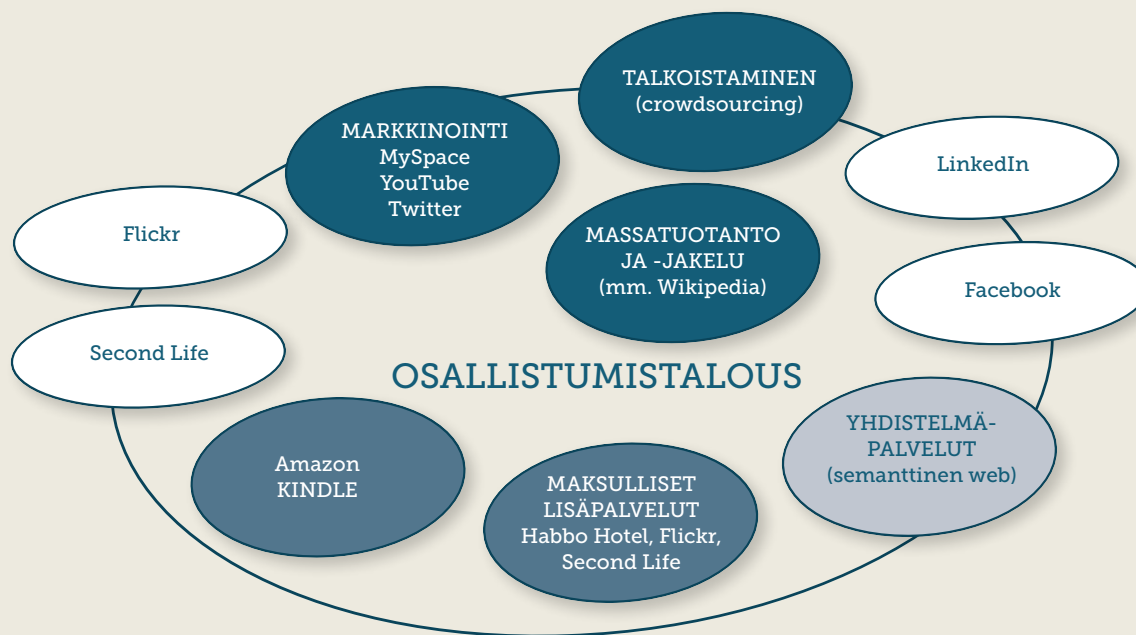 TALKOISTAMINEN
(crowdsourcing)
MARKKINOINTI
MySpace
YouTube
Twitter
LinkedIn
Flickr
MASSATUOTANTO
JA -JAKELU
(mm. Wikipedia)
Facebook
Second Life
OSALLISTUMISTALOUS
YHDISTELMÄ-
PALVELUT
(semanttinen web)
Amazon
KINDLE
MAKSULLISET
LISÄPALVELUT
Habbo Hotel, Flickr,
Second Life